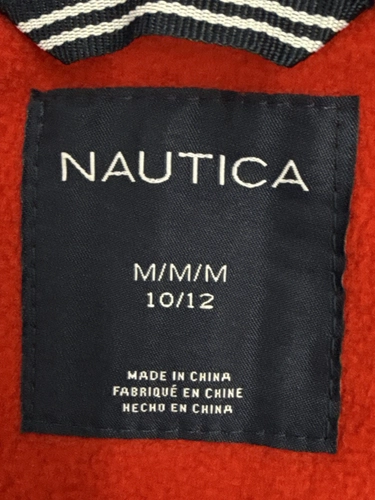 NAUTICA
M/M/M
10/12
MADE IN CHINA
FABRIQUÉ EN CHINE
HECHO EN CHINA